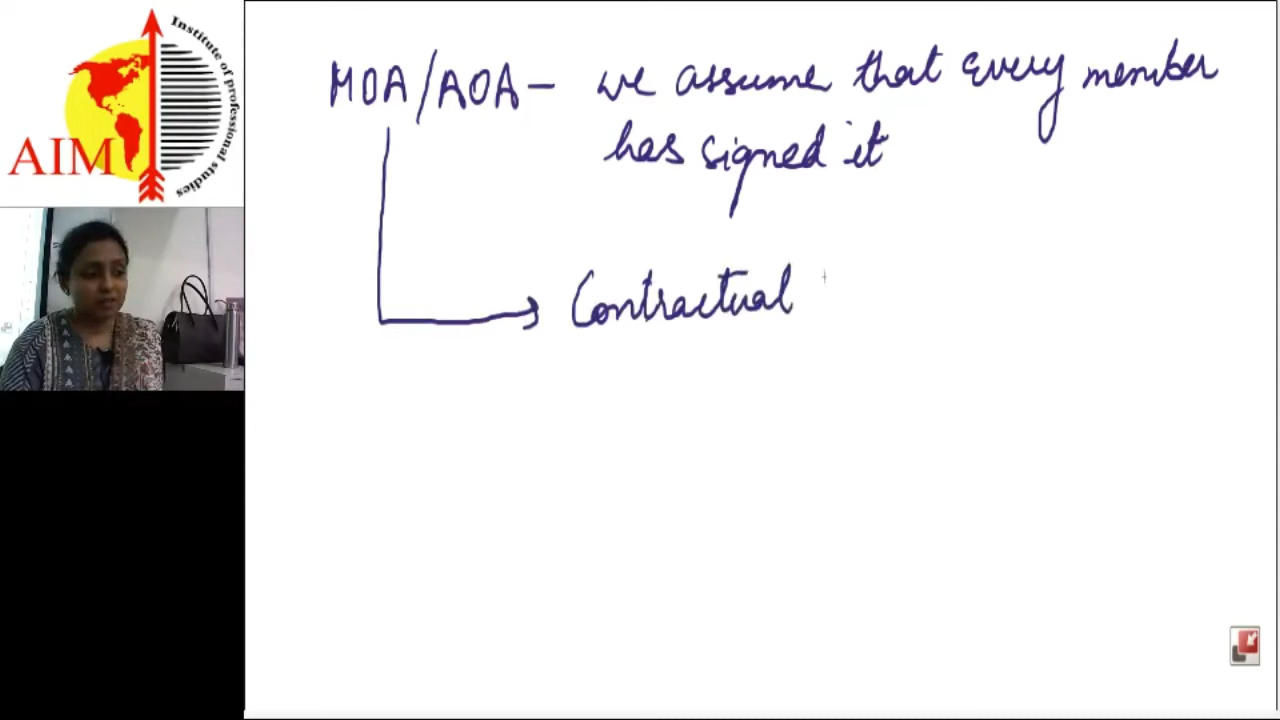 AIM
Institute of professional studies
MOA/AOA – we assume that every member
has signed it
Contractual